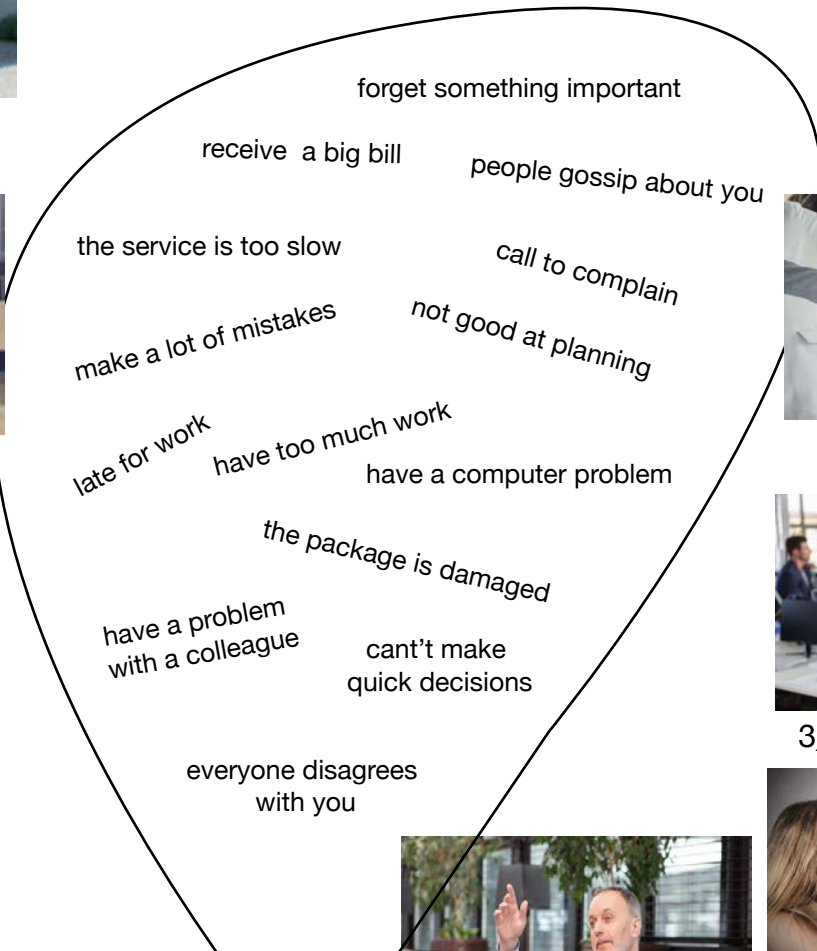 forget something important
receive a big bill
people gossip about you
the service is too slow
call to complain
make a lot of mistakes
not good at planning
late for work
have too much work
have a computer problem
the package is damaged
have a problem
with a colleague
cant't make
quick decisions
3
everyone disagrees
with you